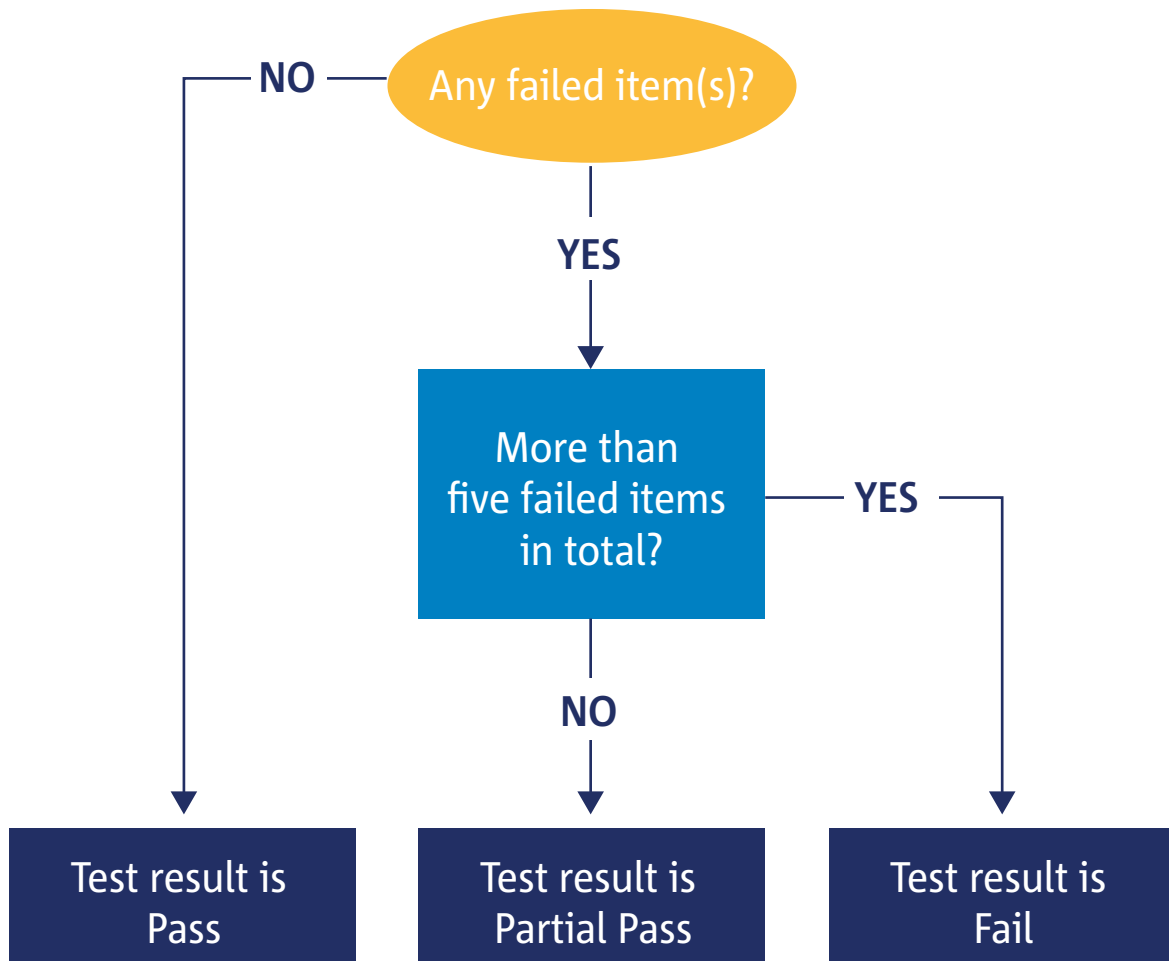 NO
Any failed item(s)?
YES
More than
five failed items
in total?
YES
NO
Test result is
Pass
Test result is
Partial Pass
Test result is
Fail